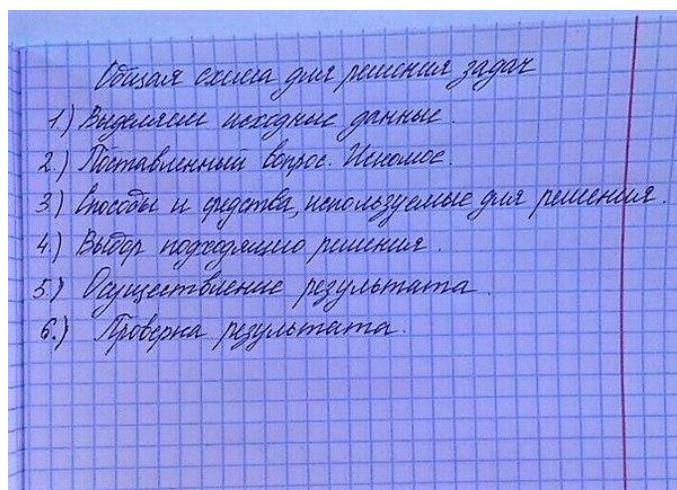 Общая схема для решения задач
1.) Выделяем исходные данные.
2.) Поставленный вопрос. Искомое.
3.) Способы и средства, используемые для решения.
4.) Выбор подходящего решения.
5.) Осуществление результата.
6.) Проверка результата.